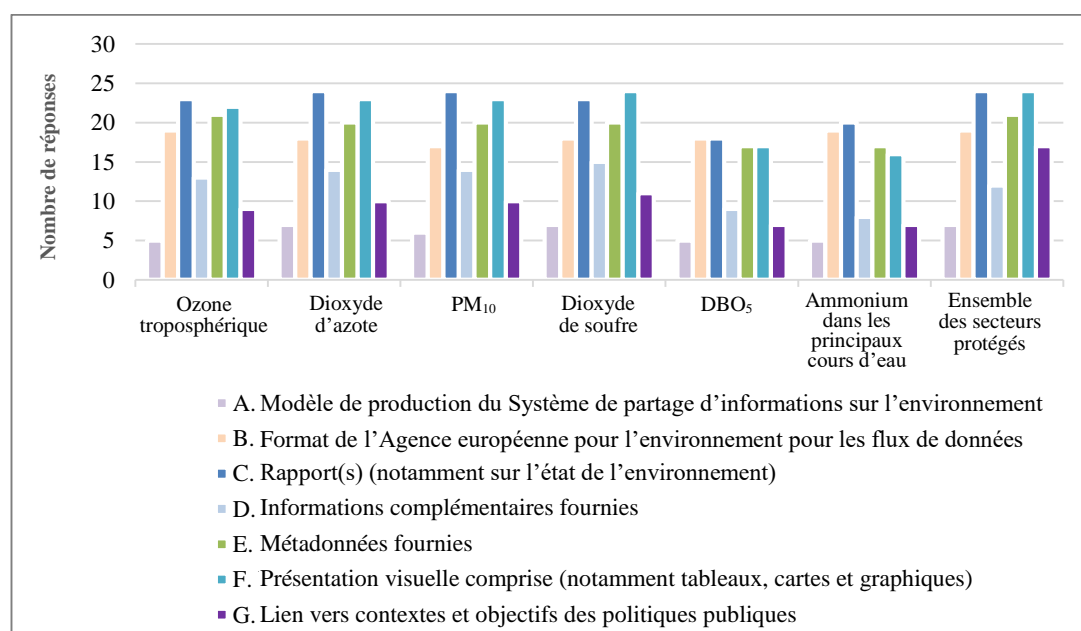 Nombre de réponses
30
25
20
15
10
5
0
Ozone
troposphérique
Dioxyde
d’azote
PM₁₀
Dioxyde
de soufre
DBO₅
Ammonium
dans les
principaux
cours d’eau
Ensemble
des secteurs
protégés
A. Modèle de production du Système de partage d’informations sur l’environnement
B. Format de l’Agence européenne pour l’environnement pour les flux de données
C. Rapport(s) (notamment sur l’état de l’environnement)
D. Informations complémentaires fournies
E. Métadonnées fournies
F. Présentation visuelle comprise (notamment tableaux, cartes et graphiques)
G. Lien vers contextes et objectifs des politiques publiques